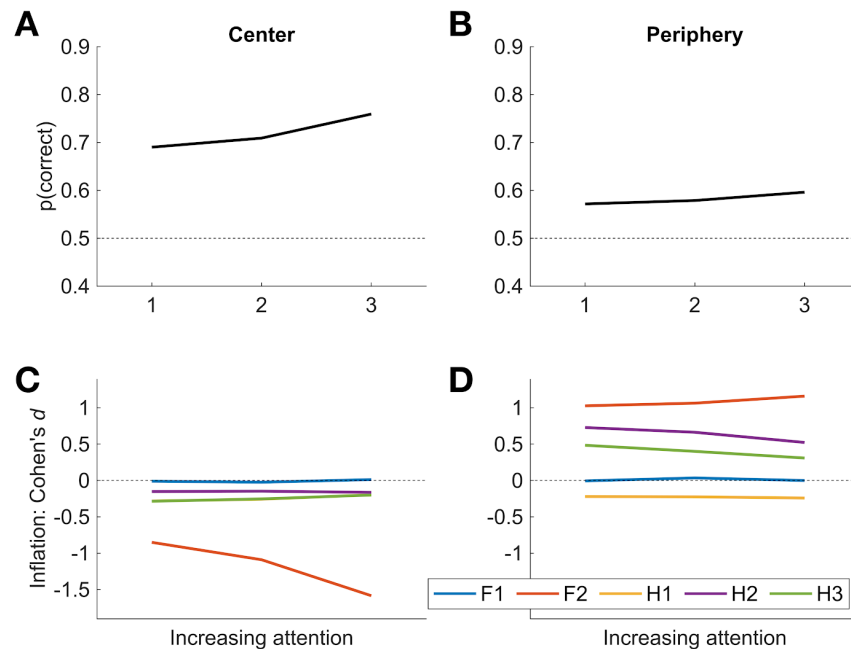 A
Center
0.9
0.8
0.7
0.6
0.5
0.4
p(correct)
1 2 3
B
Periphery
0.9
0.8
0.7
0.6
0.5
0.4
1 2 3
C
1
0.5
0
-0.5
-1
-1.5
Inflation: Cohen's d
Increasing attention
D
1
0.5
0
-0.5
-1
F1 F2 H1 H2 H3
Increasing attention